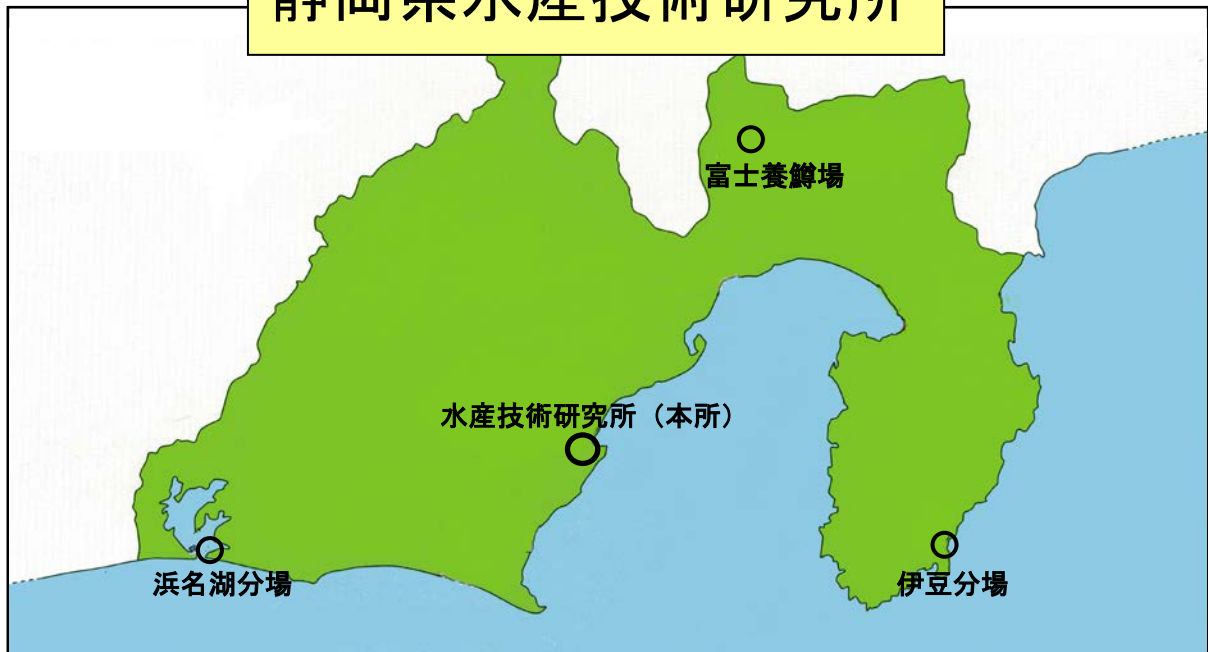 静岡県水産技術研究所
富士養鱒場
水産技術研究所（本所）
浜名湖分場
伊豆分場